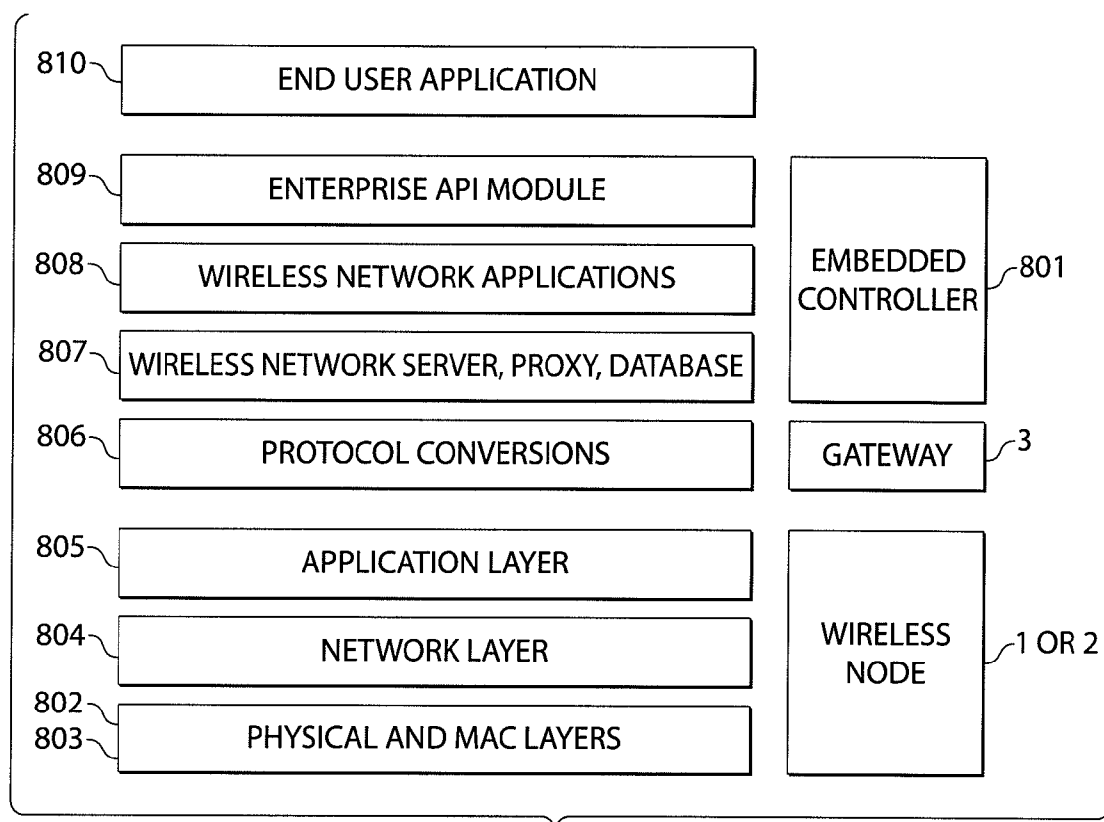 810
END USER APPLICATION
809
ENTERPRISE API MODULE
808
WIRELESS NETWORK APPLICATIONS
EMBEDDED
CONTROLLER
801
807
WIRELESS NETWORK SERVER, PROXY, DATABASE
806
PROTOCOL CONVERSIONS
GATEWAY
3
805
APPLICATION LAYER
804
NETWORK LAYER
WIRELESS
NODE
1 OR 2
802
803
PHYSICAL AND MAC LAYERS